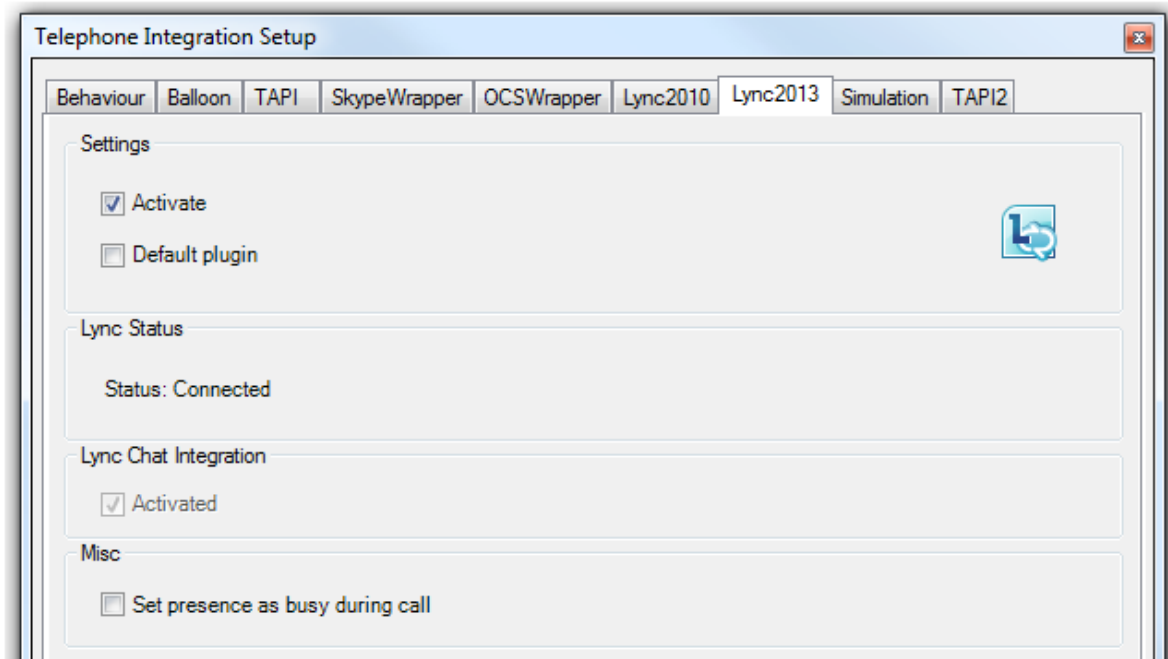 Telephone Integration Setup
Behaviour Balloon TAPI SkypeWrapper OCSWrapper Lync2010 Lync2013 Simulation TAPI2
Settings
Activate
Default plugin
Lync Status
Status: Connected
Lync Chat Integration
Activated
Misc
Set presence as busy during call